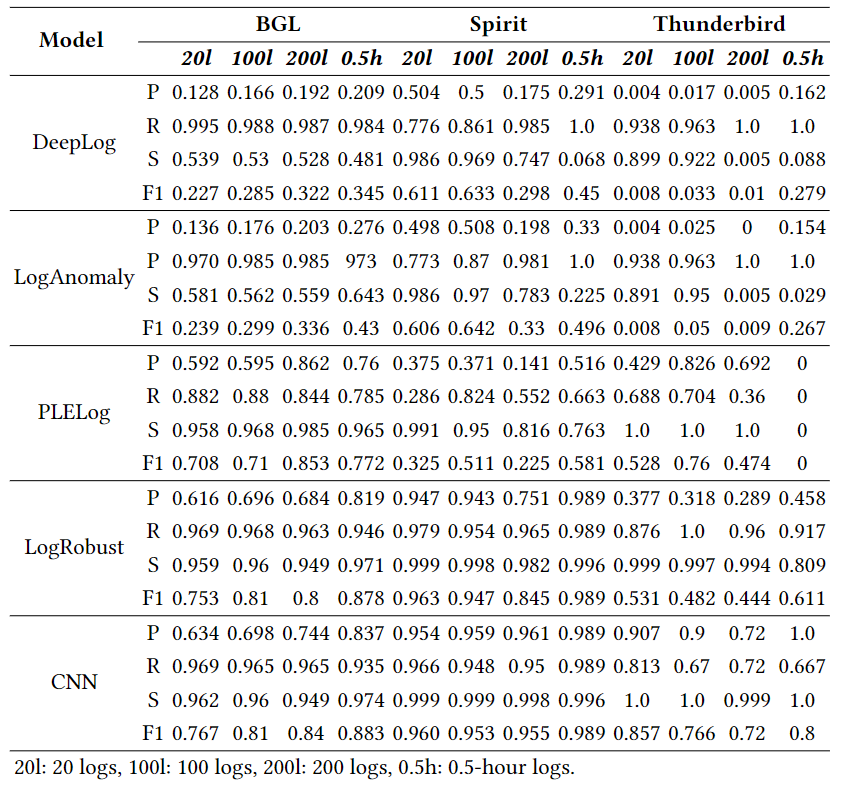 Model BGL Spirit Thunderbird
20l 100l 200l 0.5h 20l 100l 200l 0.5h 20l 100l 200l 0.5h
DeepLog
P 0.128 0.166 0.192 0.209 0.504 0.5 0.175 0.291 0.004 0.017 0.005 0.162
R 0.995 0.988 0.987 0.984 0.776 0.861 0.985 1.0 0.938 0.963 1.0 1.0
S 0.539 0.53 0.528 0.481 0.986 0.969 0.747 0.068 0.899 0.922 0.005 0.088
F1 0.227 0.285 0.322 0.345 0.611 0.633 0.298 0.45 0.008 0.033 0.01 0.279
LogAnomaly
P 0.136 0.176 0.203 0.276 0.498 0.508 0.198 0.33 0.004 0.025 0 0.154
P 0.970 0.985 0.985 973 0.773 0.87 0.981 1.0 0.938 0.963 1.0 1.0
S 0.581 0.562 0.559 0.643 0.986 0.97 0.783 0.225 0.891 0.95 0.005 0.029
F1 0.239 0.299 0.336 0.43 0.606 0.642 0.33 0.496 0.008 0.05 0.009 0.267
PLELog
P 0.592 0.595 0.862 0.76 0.375 0.371 0.141 0.516 0.429 0.826 0.692 0
R 0.882 0.88 0.844 0.785 0.286 0.824 0.552 0.663 0.688 0.704 0.36 0
S 0.958 0.968 0.985 0.965 0.991 0.95 0.816 0.763 1.0 1.0 1.0 0
F1 0.708 0.71 0.853 0.772 0.325 0.511 0.225 0.581 0.528 0.76 0.474 0
LogRobust
P 0.616 0.696 0.684 0.819 0.947 0.943 0.751 0.989 0.377 0.318 0.289 0.458
R 0.969 0.968 0.963 0.946 0.979 0.954 0.965 0.989 0.876 1.0 0.96 0.917
S 0.959 0.96 0.949 0.971 0.999 0.998 0.982 0.996 0.999 0.997 0.994 0.809
F1 0.753 0.81 0.8 0.878 0.963 0.947 0.845 0.989 0.531 0.482 0.444 0.611
CNN
P 0.634 0.698 0.744 0.837 0.954 0.959 0.961 0.989 0.907 0.9 0.72 1.0
R 0.969 0.965 0.965 0.935 0.966 0.948 0.95 0.989 0.813 0.67 0.72 0.667
S 0.962 0.96 0.949 0.974 0.999 0.999 0.998 0.996 1.0 1.0 0.999 1.0
F1 0.767 0.81 0.84 0.883 0.960 0.953 0.955 0.989 0.857 0.766 0.72 0.8
20l: 20 logs, 100l: 100 logs, 200l: 200 logs, 0.5h: 0.5-hour logs.